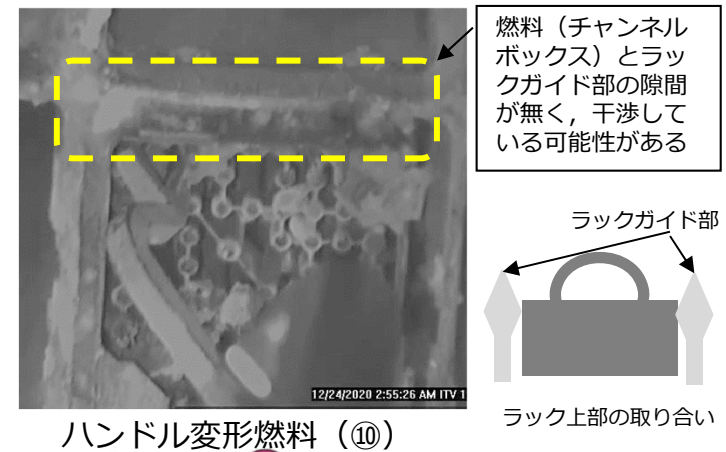 燃料（チャンネル
ボックス）とラッ
クガイド部の隙間
が無く，干渉して
いる可能性がある
ラックガイド部
12/24/2020 2:55:26 AM ITV 1
ラック上部の取り合い
ハンドル変形燃料（⑩）